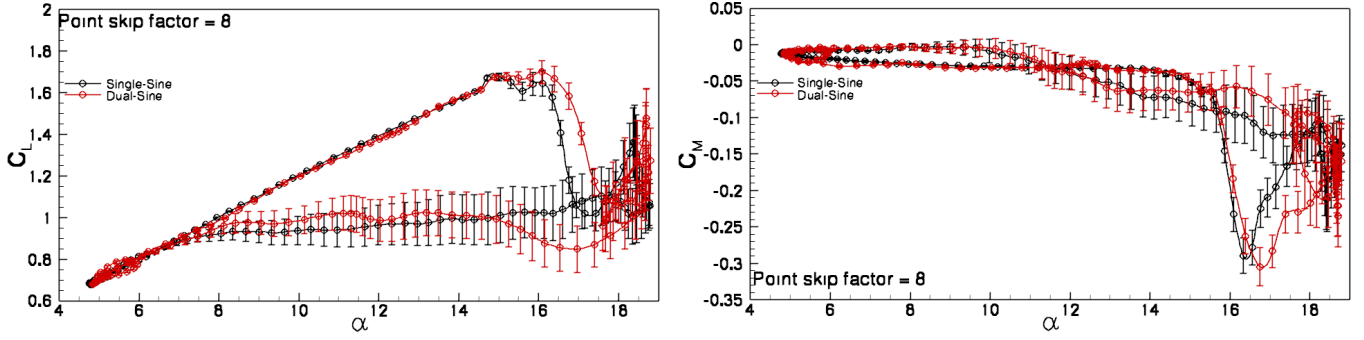 Point skip factor = 8
2
1.8
1.6
1.4
1.2
1
0.8
0.6
C_L
Single-Sine
Dual-Sine
4 6 8 10 12 14 16 18
α
0.05
0
-0.05
-0.1
-0.15
-0.2
-0.25
-0.3
-0.35
C_M
Single-Sine
Dual-Sine
Point skip factor = 8
4 6 8 10 12 14 16 18
α